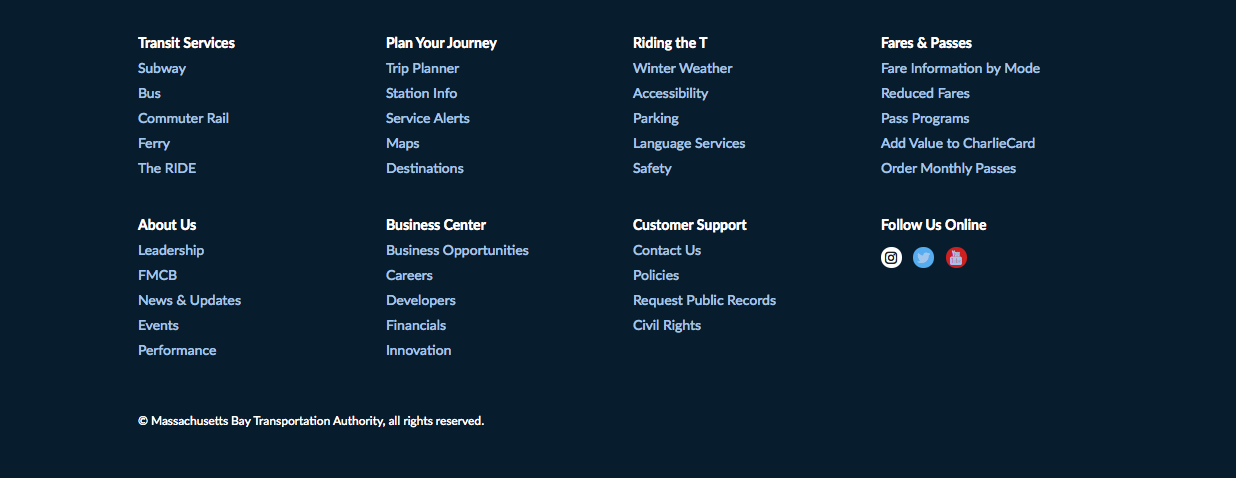 Transit Services
Subway
Bus
Commuter Rail
Ferry
The RIDE
Plan Your Journey
Trip Planner
Station Info
Service Alerts
Maps
Destinations
Riding the T
Winter Weather
Accessibility
Parking
Language Services
Safety
Fares & Passes
Fare Information by Mode
Reduced Fares
Pass Programs
Add Value to CharlieCard
Order Monthly Passes
About Us
Leadership
FMCB
News & Updates
Events
Performance
Business Center
Business Opportunities
Careers
Developers
Financials
Innovation
Customer Support
Contact Us
Policies
Request Public Records
Civil Rights
Follow Us Online
© Massachusetts Bay Transportation Authority, all rights reserved.